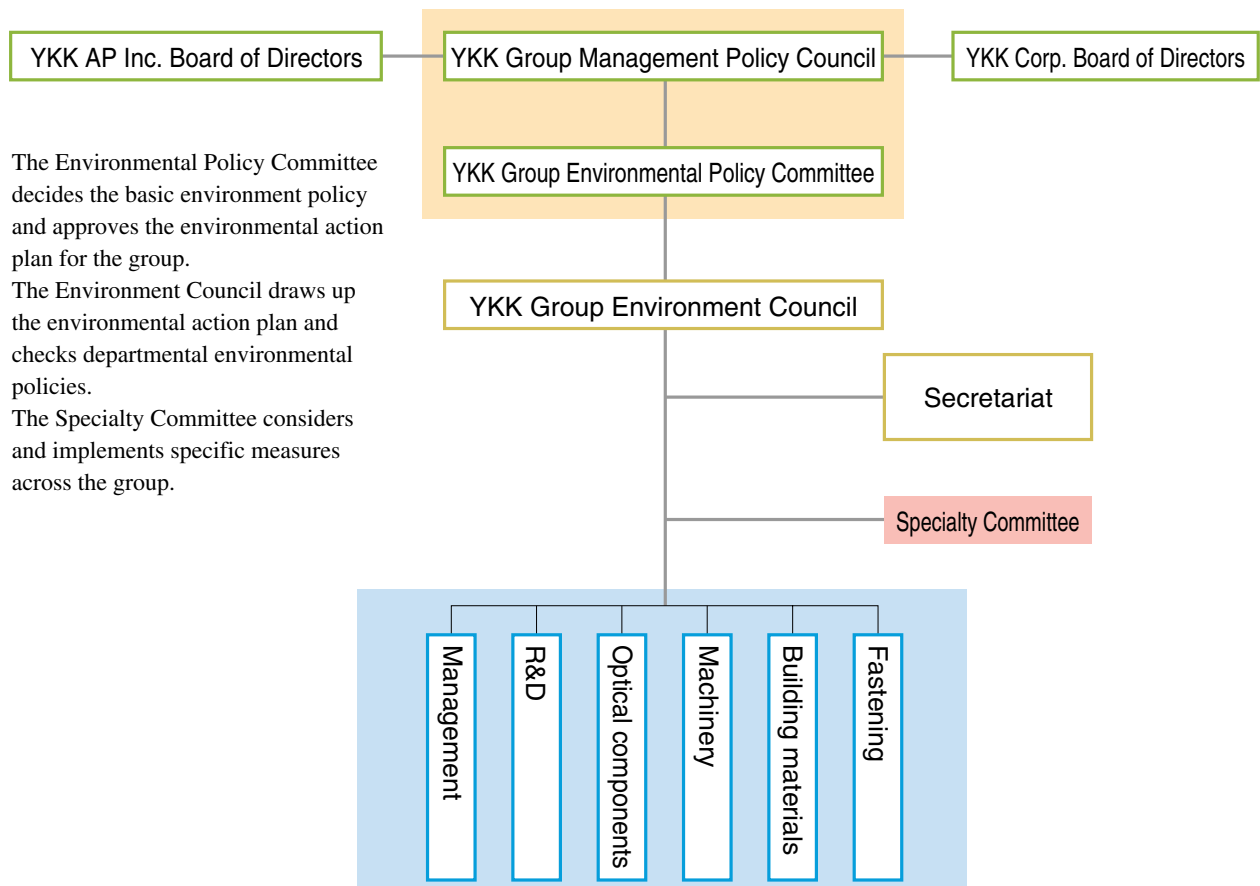 YKK AP Inc. Board of Directors
YKK Group Management Policy Council
YKK Corp. Board of Directors
YKK Group Environmental Policy Committee
The Environmental Policy Committee
decides the basic environment policy
and approves the environmental action
plan for the group.
The Environment Council draws up
the environmental action plan and
checks departmental environmental
policies.
The Specialty Committee considers
and implements specific measures
across the group.
YKK Group Environment Council
Secretariat
Specialty Committee
Management
R&D
Optical components
Machinery
Building materials
Fastening